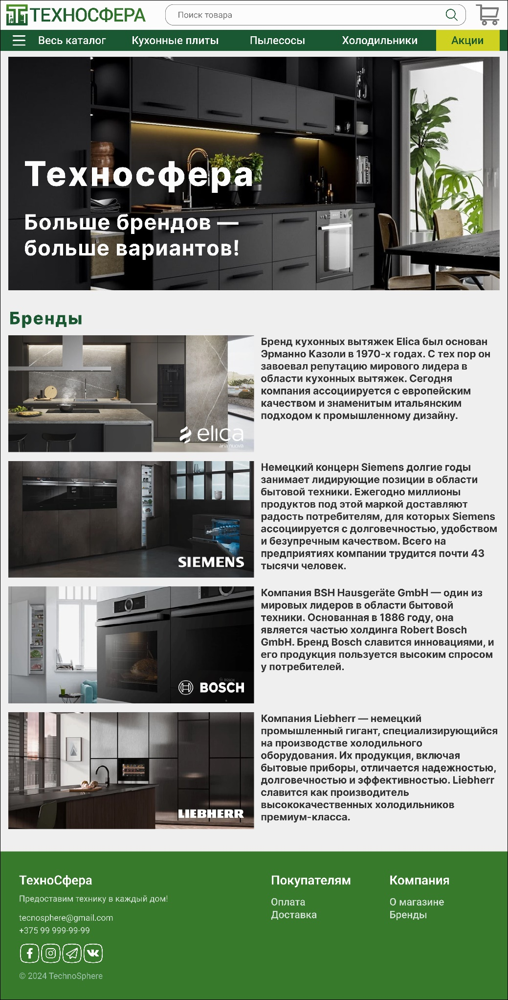 ТЕХНОСФЕРА
Поиск товара
Весь каталог
Кухонные плиты
Пылесосы
Холодильники
Акции
Техносфера
Больше брендов —
больше вариантов!
Бренды
elica
aria nuova
Бренд кухонных вытяжек Elica был основан
Эрманно Казоли в 1970-х годах. С тех пор он
завоевал репутацию мирового лидера в
области кухонных вытяжек. Сегодня
компания ассоциируется с европейским
качеством и знаменитым итальянским
подходом к промышленному дизайну.
SIEMENS
Немецкий концерн Siemens долгие годы
занимает лидирующие позиции в области
бытовой техники. Ежегодно миллионы
продуктов под этой маркой доставляют
радость потребителям, для которых Siemens
ассоциируется с долговечностью, удобством
и безупречным качеством. Всего на
предприятиях компании трудится почти 43
тысячи человек.
BOSCH
Компания BSH Hausgeräte GmbH — один из
мировых лидеров в области бытовой
техники. Основанная в 1886 году, она
является частью холдинга Robert Bosch
GmbH. Бренд Bosch славится инновациями, и
его продукция пользуется высоким спросом
у потребителей.
LIEBHERR
Компания Liebherr — немецкий
промышленный гигант, специализирующийся
на производстве холодильного
оборудования. Их продукция, включая
бытовые приборы, отличается надежностью,
долговечностью и эффективностью. Liebherr
славится как производитель
высококачественных холодильников
премиум-класса.
ТехноСфера
Предоставим технику в каждый дом!
tecnosphere@gmail.com
+375 99 999-99-99
© 2024 TechnoSphere
Покупателям
Оплата
Доставка
Компания
О магазине
Бренды